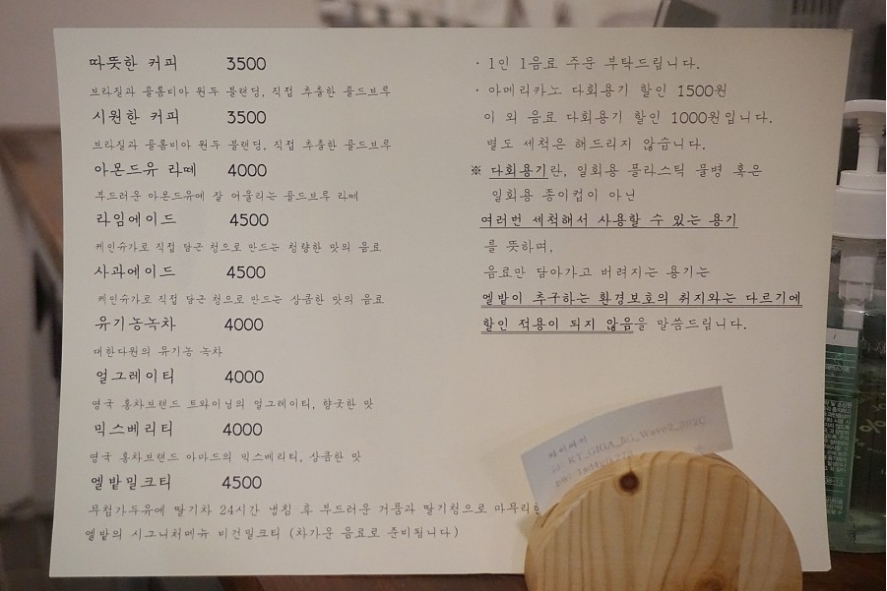 따뜻한 커피 3500
브라질과 콜롬비아 원두 블랜딩, 직접 추출한 콜드브루
시원한 커피 3500
브라질과 콜롬비아 원두 블랜딩, 직접 추출한 콜드브루
아몬드유 라떼 4000
부드러운 아몬드유에 잘 어울리는 콜드브루 라떼
라임에이드 4500
케인슈가로 직접 담근 청으로 만드는 청량한 맛의 음료
사과에이드 4500
케인슈가로 직접 담근 청으로 만드는 상큼한 맛의 음료
유기농녹차 4000
대한다원의 유기농 녹차
얼그레이티 4000
영국 홍차브랜드 트와이닝의 얼그레이티, 향긋한 맛
믹스베리티 4000
영국 홍차브랜드 아마드의 믹스베리티, 상큼한 맛
엘밭밀크티 4500
무첨가두유에 딸기차 24시간 냉침 후 부드러운 거품과 딸기청으로 마무리한
엘밭의 시그니처메뉴 비건밀크티 (차가운 음료로 준비됩니다)
· 1인 1음료 주문 부탁드립니다.
· 아메리카노 다회용기 할인 1500원
이 외 음료 다회용기 할인 1000원입니다.
별도 세척은 해드리지 않습니다.
※ 다회용기란, 일회용 플라스틱 물병 혹은
일회용 종이컵이 아닌
여러번 세척해서 사용할 수 있는 용기
를 뜻하며,
음료만 담아가고 버려지는 용기는
엘밭이 추구하는 환경보호의 취지와는 다르기에
할인 적용이 되지 않음을 말씀드립니다.
와이파이